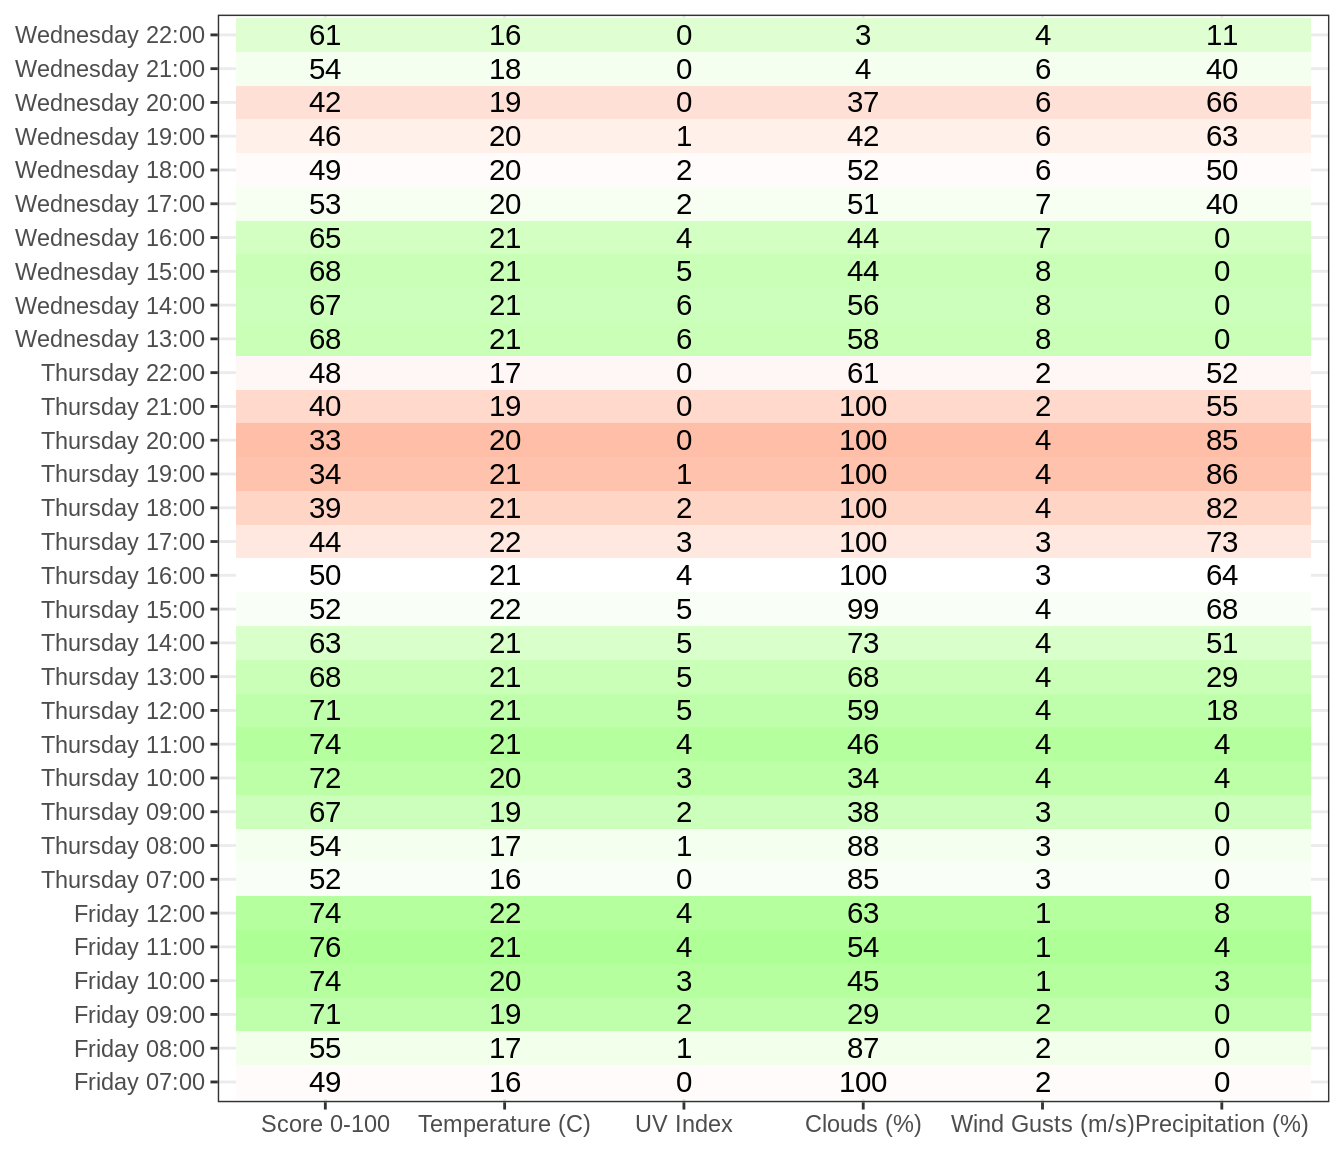 Wednesday 22:00 61 16 0 3 4 11
Wednesday 21:00 54 18 0 4 6 40
Wednesday 20:00 42 19 0 37 6 66
Wednesday 19:00 46 20 1 42 6 63
Wednesday 18:00 49 20 2 52 6 50
Wednesday 17:00 53 20 2 51 7 40
Wednesday 16:00 65 21 4 44 7 0
Wednesday 15:00 68 21 5 44 8 0
Wednesday 14:00 67 21 6 56 8 0
Wednesday 13:00 68 21 6 58 8 0
Thursday 22:00 48 17 0 61 2 52
Thursday 21:00 40 19 0 100 2 55
Thursday 20:00 33 20 0 100 4 85
Thursday 19:00 34 21 1 100 4 86
Thursday 18:00 39 21 2 100 4 82
Thursday 17:00 44 22 3 100 3 73
Thursday 16:00 50 21 4 100 3 64
Thursday 15:00 52 22 5 99 4 68
Thursday 14:00 63 21 5 73 4 51
Thursday 13:00 68 21 5 68 4 29
Thursday 12:00 71 21 5 59 4 18
Thursday 11:00 74 21 4 46 4 4
Thursday 10:00 72 20 3 34 4 4
Thursday 09:00 67 19 2 38 3 0
Thursday 08:00 54 17 1 88 3 0
Thursday 07:00 52 16 0 85 3 0
Friday 12:00 74 22 4 63 1 8
Friday 11:00 76 21 4 54 1 4
Friday 10:00 74 20 3 45 1 3
Friday 09:00 71 19 2 29 2 0
Friday 08:00 55 17 1 87 2 0
Friday 07:00 49 16 0 100 2 0
Score 0-100 Temperature (C) UV Index Clouds (%) Wind Gusts (m/s) Precipitation (%)